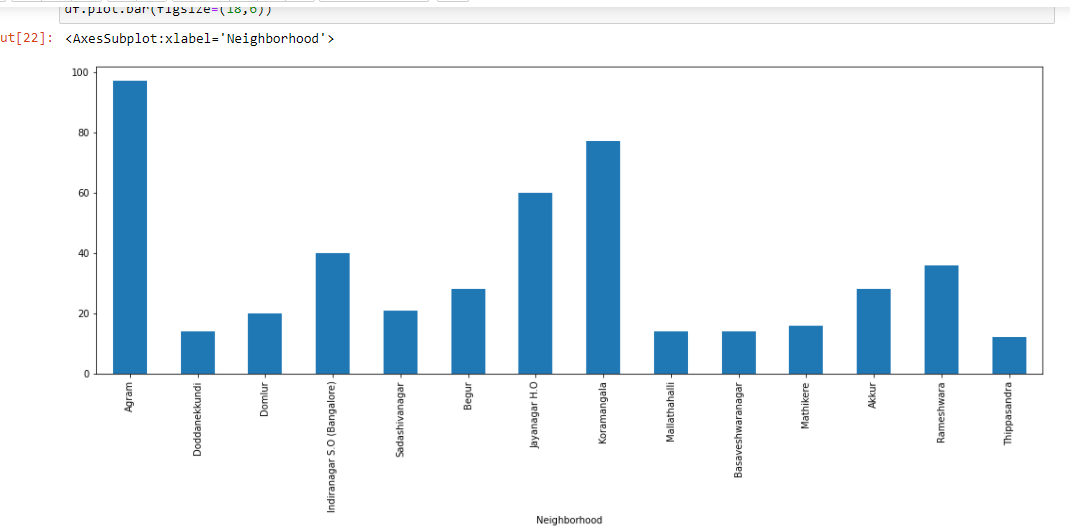 df.plot.bar(figsize=(18,6))
ut[22]: <AxesSubplot:xlabel='Neighborhood'>
100
80
60
40
20
0
Agram
Doddanekkundi
Domlur
Indiranagar S.O (Bangalore)
Sadashivanagar
Begur
Jayanagar H.O
Koramangala
Mallathahalli
Basaveshwaranagar
Mathikere
Akkur
Rameshwara
Thippasandra
Neighborhood